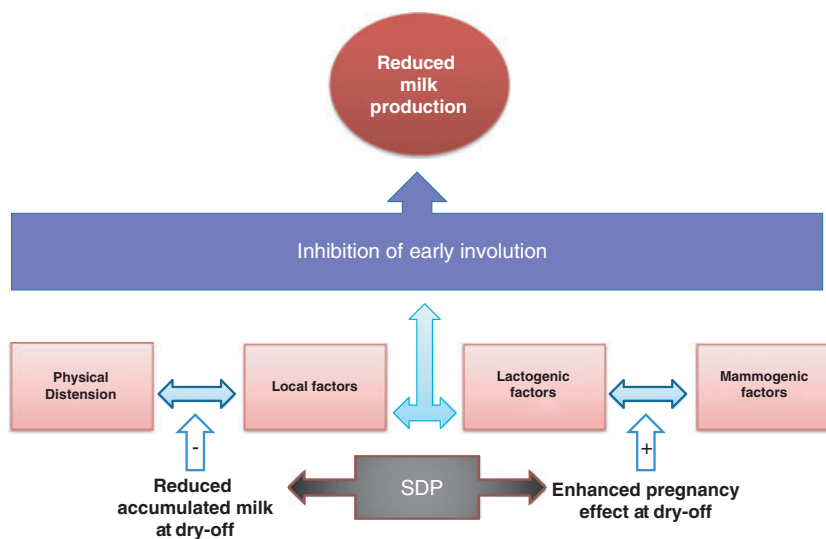 Reduced
milk
production
Inhibition of early involution
Physical
Distension
Local factors
Lactogenic
factors
Mammogenic
factors
-
+
Reduced
accumulated milk
at dry-off
SDP
Enhanced pregnancy
effect at dry-off